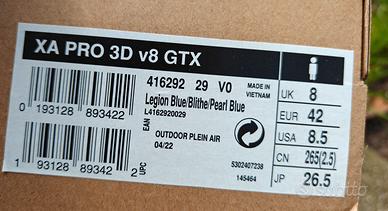 XA PRO 3D v8 GTX
416292 29 V0
MADE IN
VIETNAM
Legion Blue/Blithe/Pearl Blue
L4162920029
0 193128 893422
EAN
OUTDOOR PLEIN AIR
04/22
1 93128 89342 2
UPC
5302407238
145464
UK 8
EUR 42
USA 8.5
CN 265(2.5)
JP 26.5
subito